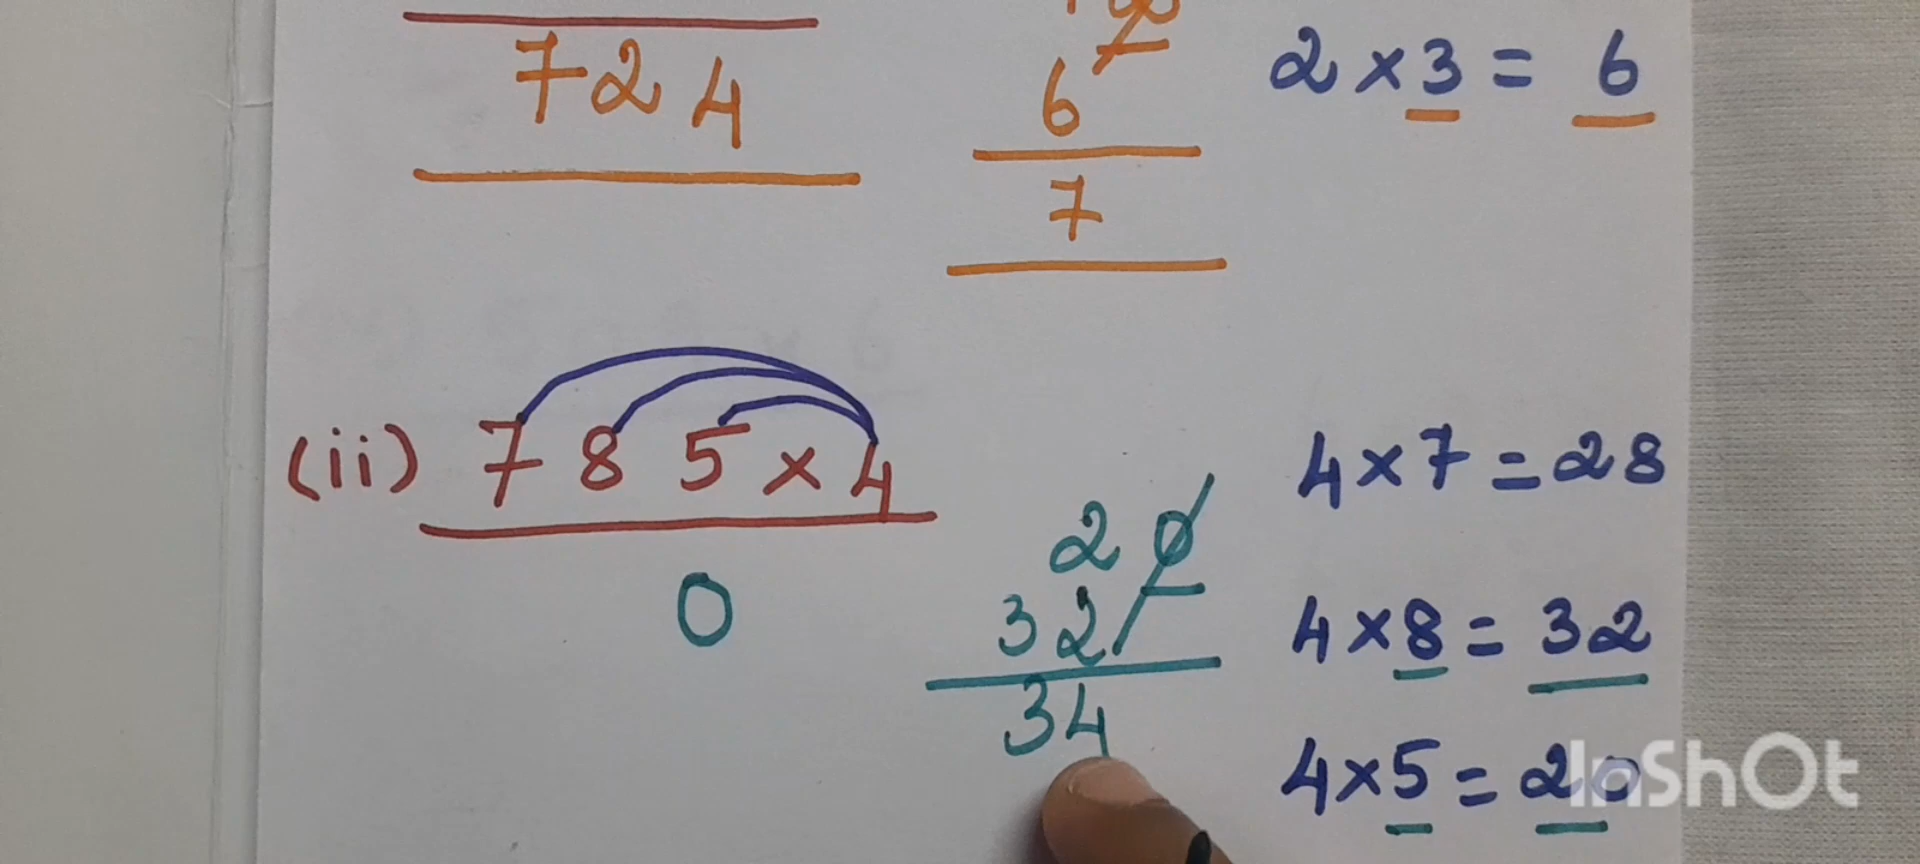 724
6
7
2 × 3 = 6
(ii) 785 × 4
0
20
32
34
4 × 7 = 28
4 × 8 = 32
4 × 5 = 20
InShOt